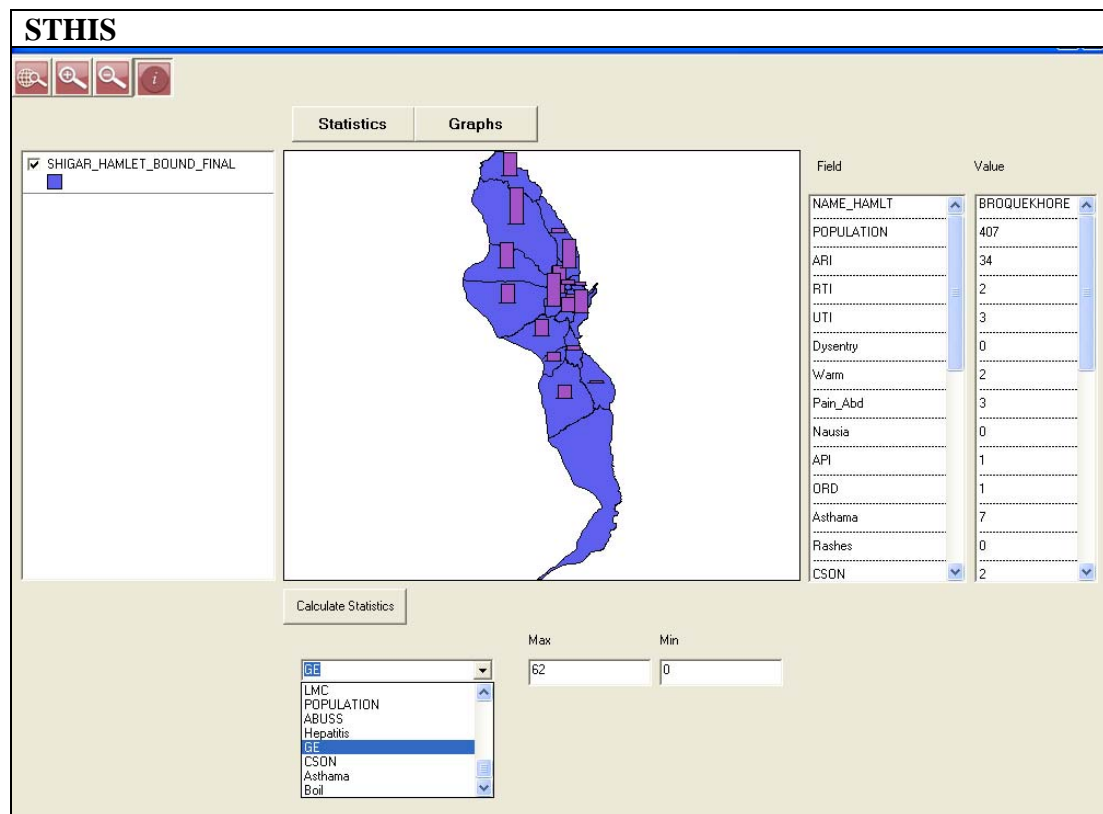 STHIS
Statistics Graphs
SHIGAR_HAMLET_BOUND_FINAL
Field Value
NAME_HAMLT BROQUEKHORE
POPULATION 407
ARI 34
RTI 2
UTI 3
Dysentry 0
Warm 2
Pain_Abd 3
Nausia 0
API 1
ORD 1
Asthama 7
Rashes 0
CSON 2
Calculate Statistics
Max Min
GE 62 0
LMC
POPULATION
ABUSS
Hepatitis
GE
CSON
Asthama
Boil